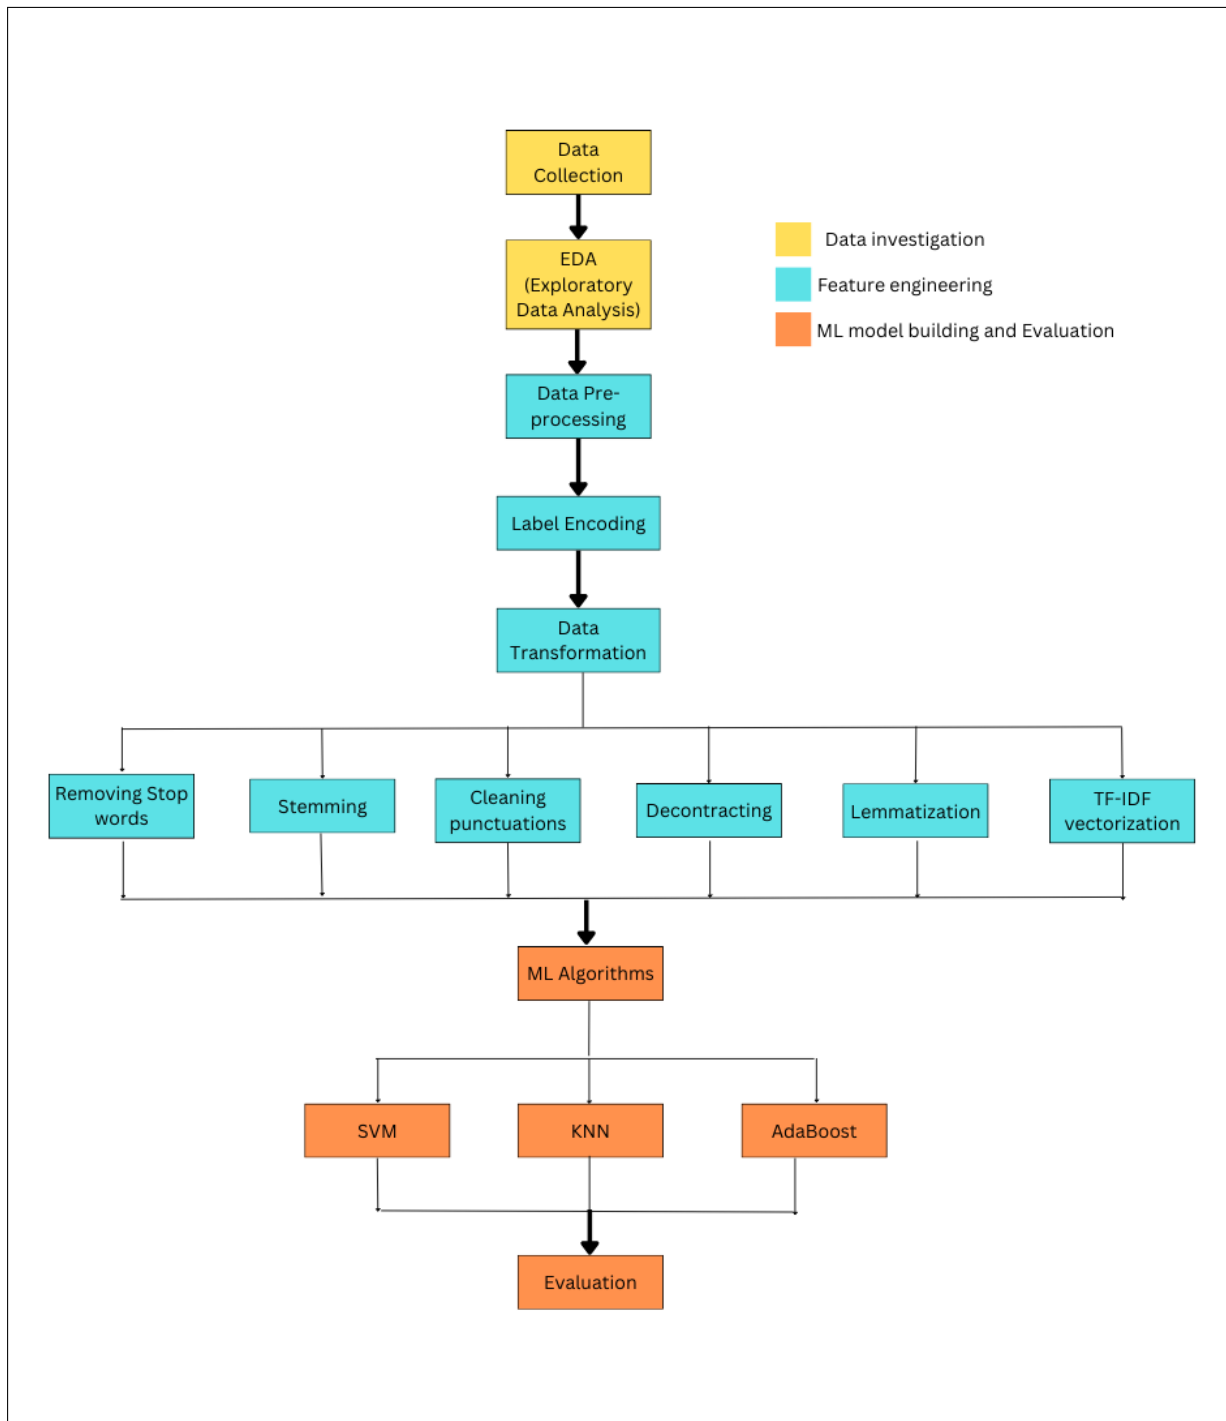 Data
Collection
EDA
(Exploratory
Data Analysis)
Data investigation
Feature engineering
ML model building and Evaluation
Data Pre-
processing
Label Encoding
Data
Transformation
Removing Stop
words
Stemming
Cleaning
punctuations
Decontracting
Lemmatization
TF-IDF
vectorization
ML Algorithms
SVM
KNN
AdaBoost
Evaluation